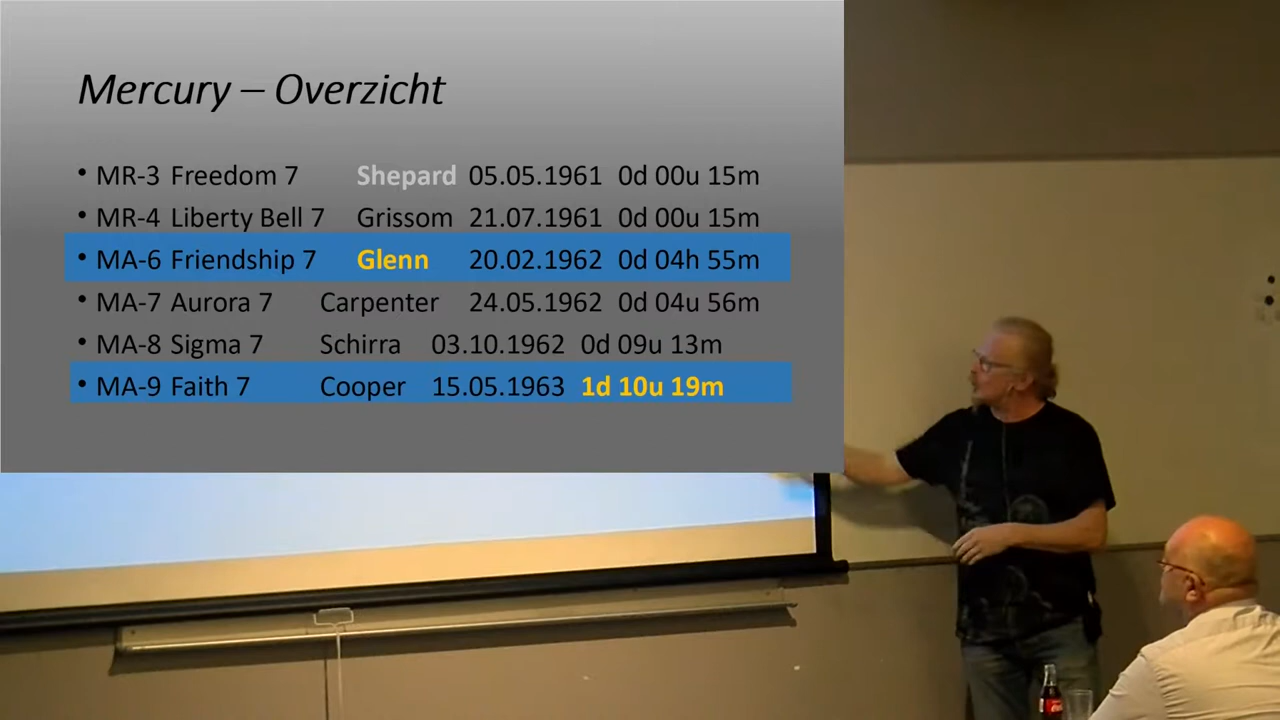 Mercury – Overzicht
• MR-3 Freedom 7 Shepard 05.05.1961 0d 00u 15m
• MR-4 Liberty Bell 7 Grissom 21.07.1961 0d 00u 15m
• MA-6 Friendship 7 Glenn 20.02.1962 0d 04h 55m
• MA-7 Aurora 7 Carpenter 24.05.1962 0d 04u 56m
• MA-8 Sigma 7 Schirra 03.10.1962 0d 09u 13m
• MA-9 Faith 7 Cooper 15.05.1963 1d 10u 19m